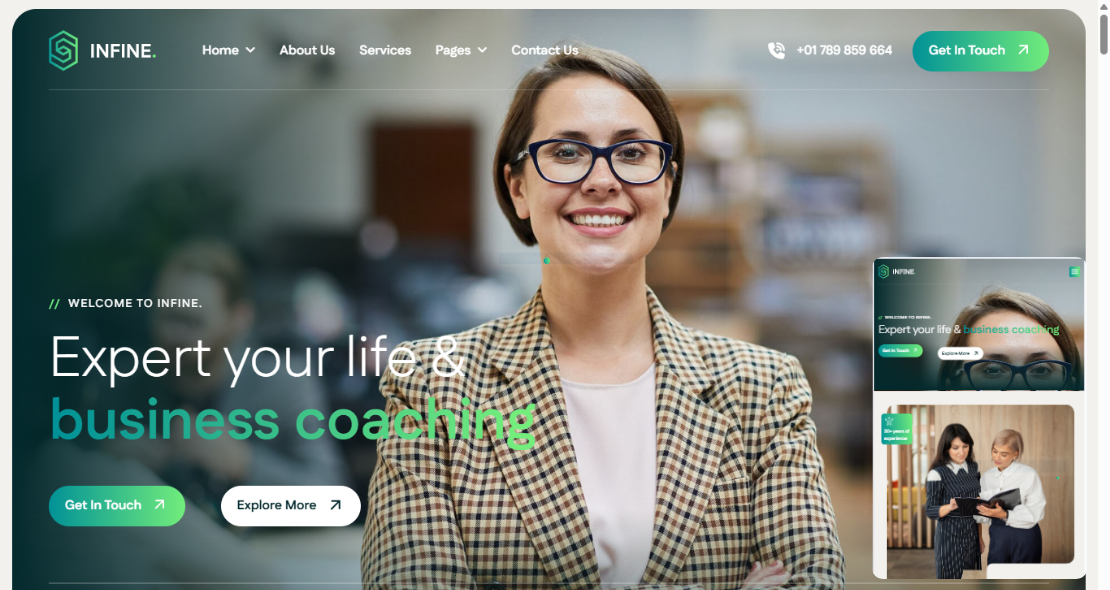 INFINE.
Home
About Us
Services
Pages
Contact Us
+01 789 859 664
Get In Touch
// WELCOME TO INFINE.
Expert your life &
business coaching
Get In Touch
Explore More
INFINE.
// WELCOME TO INFINE.
Expert your life & business coaching
Get In Touch
Explore More
30+ years of
experience